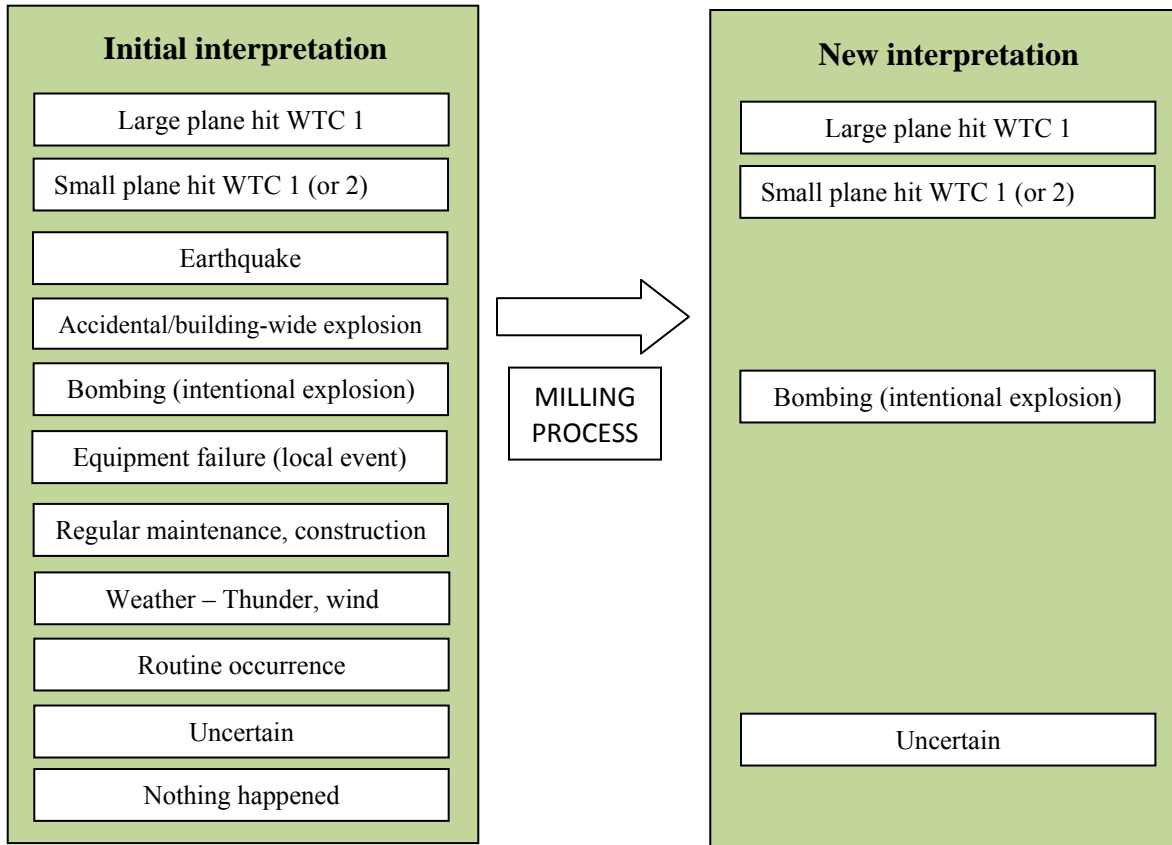 Initial interpretation
Large plane hit WTC 1
Small plane hit WTC 1 (or 2)
Earthquake
Accidental/building-wide explosion
Bombing (intentional explosion)
Equipment failure (local event)
Regular maintenance, construction
Weather – Thunder, wind
Routine occurrence
Uncertain
Nothing happened
MILLING
PROCESS
New interpretation
Large plane hit WTC 1
Small plane hit WTC 1 (or 2)
Bombing (intentional explosion)
Uncertain